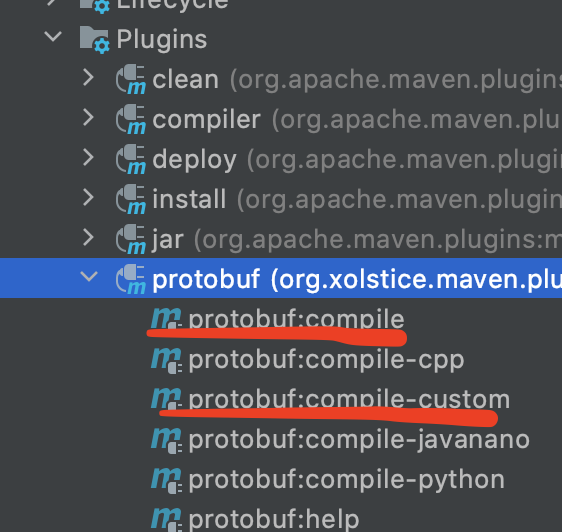 Lifecycle
Plugins
clean (org.apache.maven.plugins
compiler (org.apache.maven.plu
deploy (org.apache.maven.plugi
install (org.apache.maven.plugin
jar (org.apache.maven.plugins:m
protobuf (org.xolstice.maven.plu
protobuf:compile
protobuf:compile-cpp
protobuf:compile-custom
protobuf:compile-javanano
protobuf:compile-python
protobuf:help